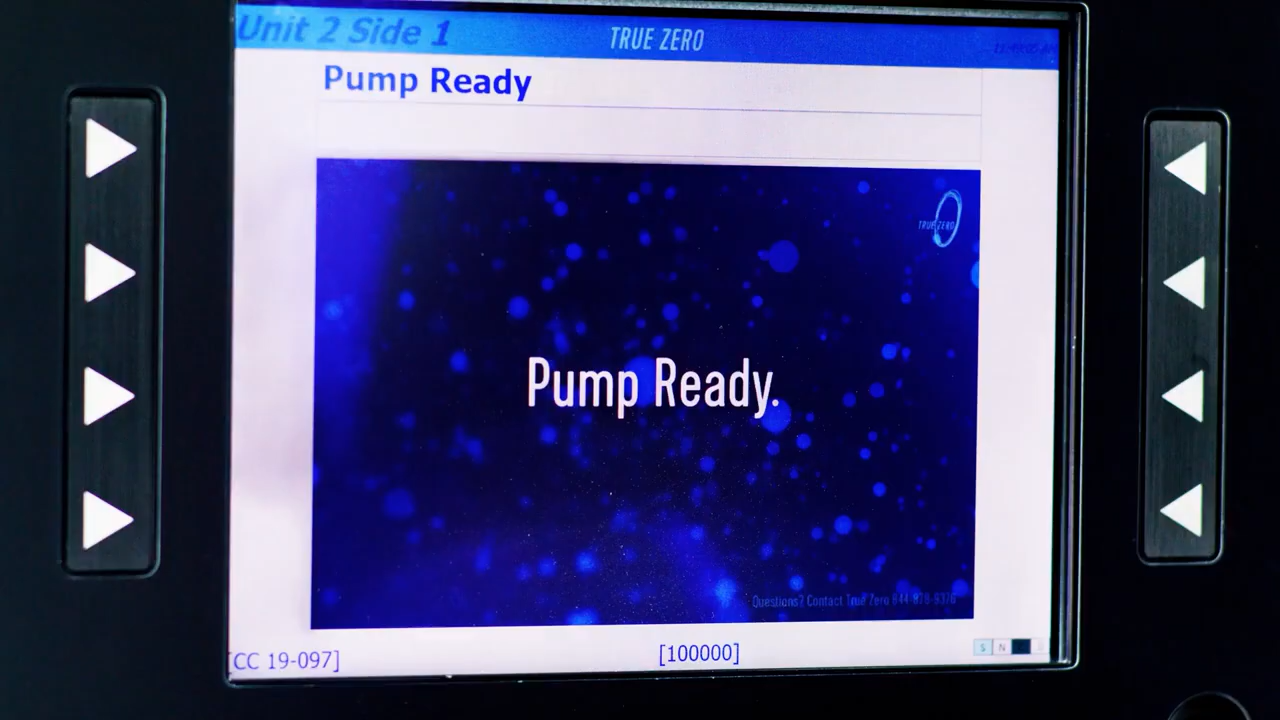 Unit 2 Side 1
TRUE ZERO
Pump Ready
TRUE ZERO
Pump Ready.
Questions? Contact True Zero
[CC 19-097]
[100000]
S N